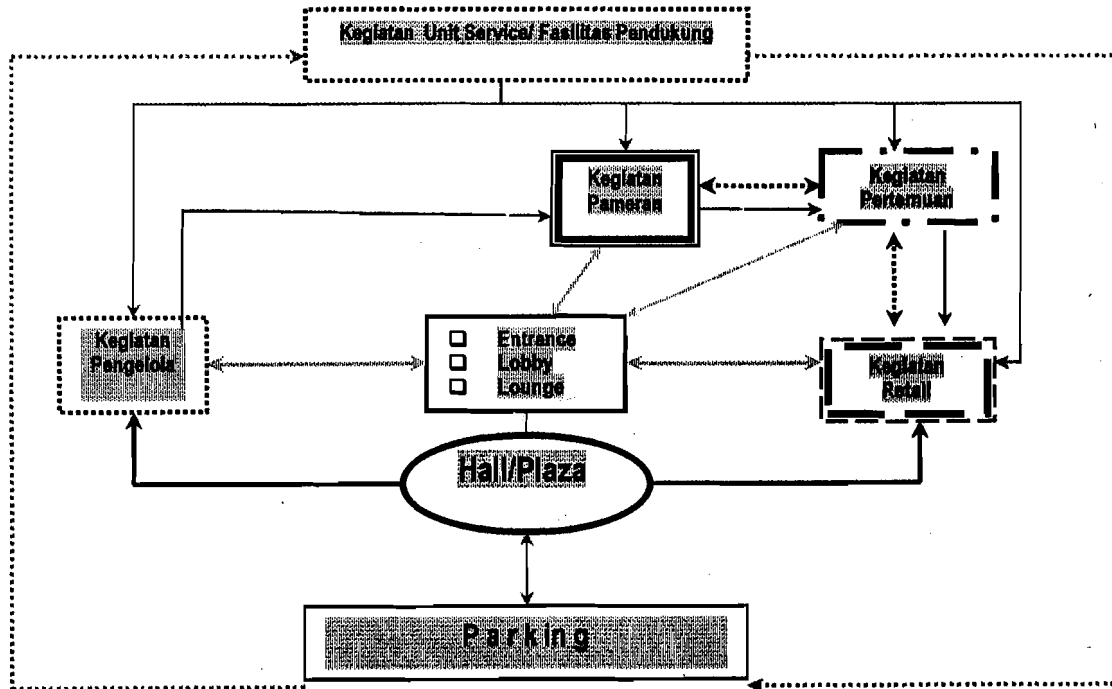 Kegiatan Unit Service/ Fasilitas Pendukung
Kegiatan
Pameran
Kegiatan
Pertemuan
Kegiatan
Pengelola
Entrance
Lobby
Lounge
Kegiatan
Retail
Hall/Plaza
Parking